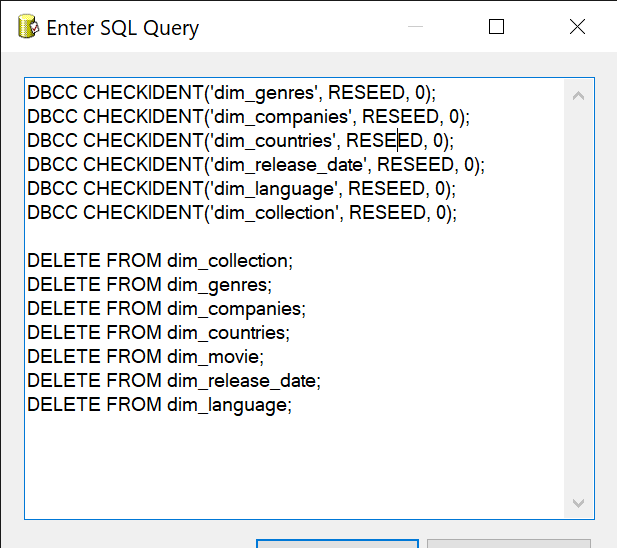 Enter SQL Query
DBCC CHECKIDENT('dim_genres', RESEED, 0);
DBCC CHECKIDENT('dim_companies', RESEED, 0);
DBCC CHECKIDENT('dim_countries', RESEED, 0);
DBCC CHECKIDENT('dim_release_date', RESEED, 0);
DBCC CHECKIDENT('dim_language', RESEED, 0);
DBCC CHECKIDENT('dim_collection', RESEED, 0);
DELETE FROM dim_collection;
DELETE FROM dim_genres;
DELETE FROM dim_companies;
DELETE FROM dim_countries;
DELETE FROM dim_movie;
DELETE FROM dim_release_date;
DELETE FROM dim_language;